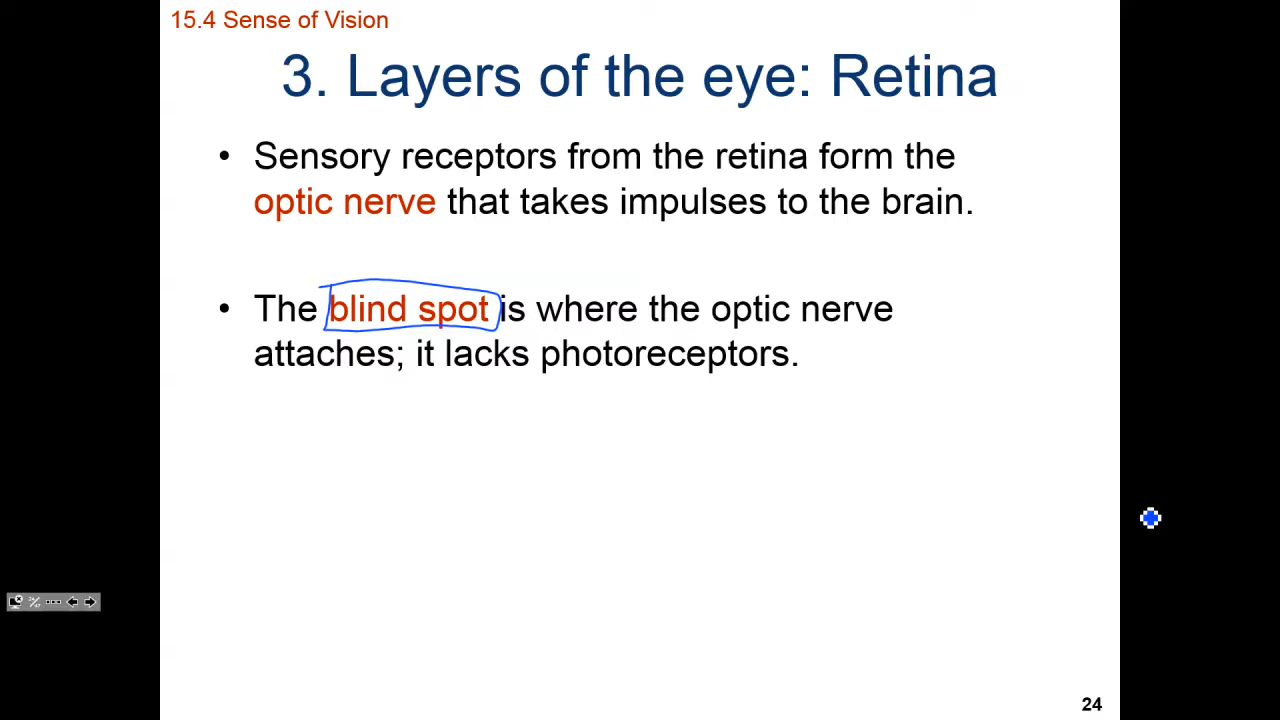 15.4 Sense of Vision
3. Layers of the eye: Retina
• Sensory receptors from the retina form the
optic nerve that takes impulses to the brain.
• The blind spot is where the optic nerve
attaches; it lacks photoreceptors.
24